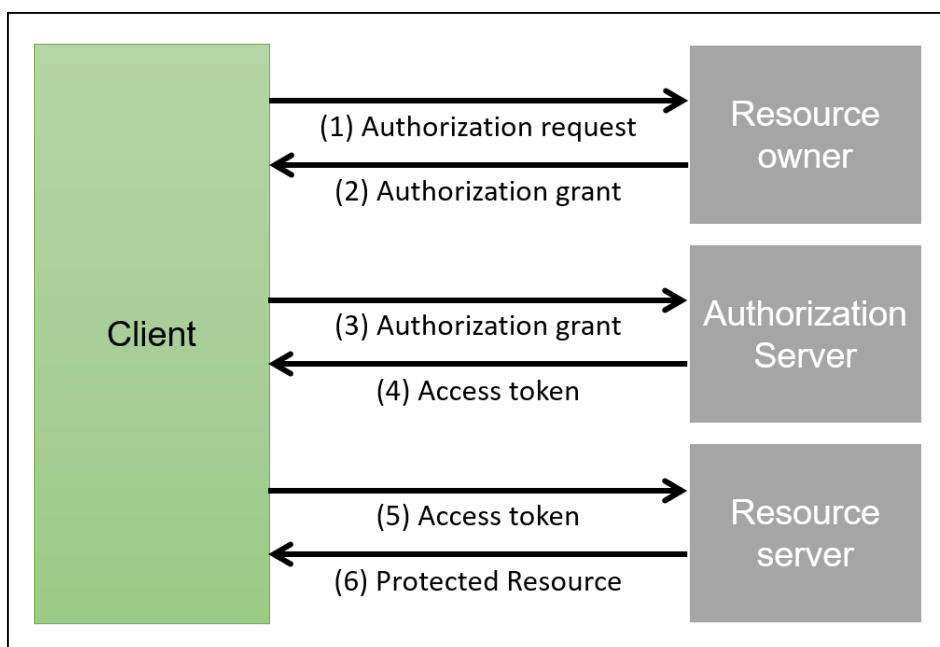 (1) Authorization request
Resource
owner
(2) Authorization grant
Client
(3) Authorization grant
Authorization
Server
(4) Access token
(5) Access token
Resource
server
(6) Protected Resource